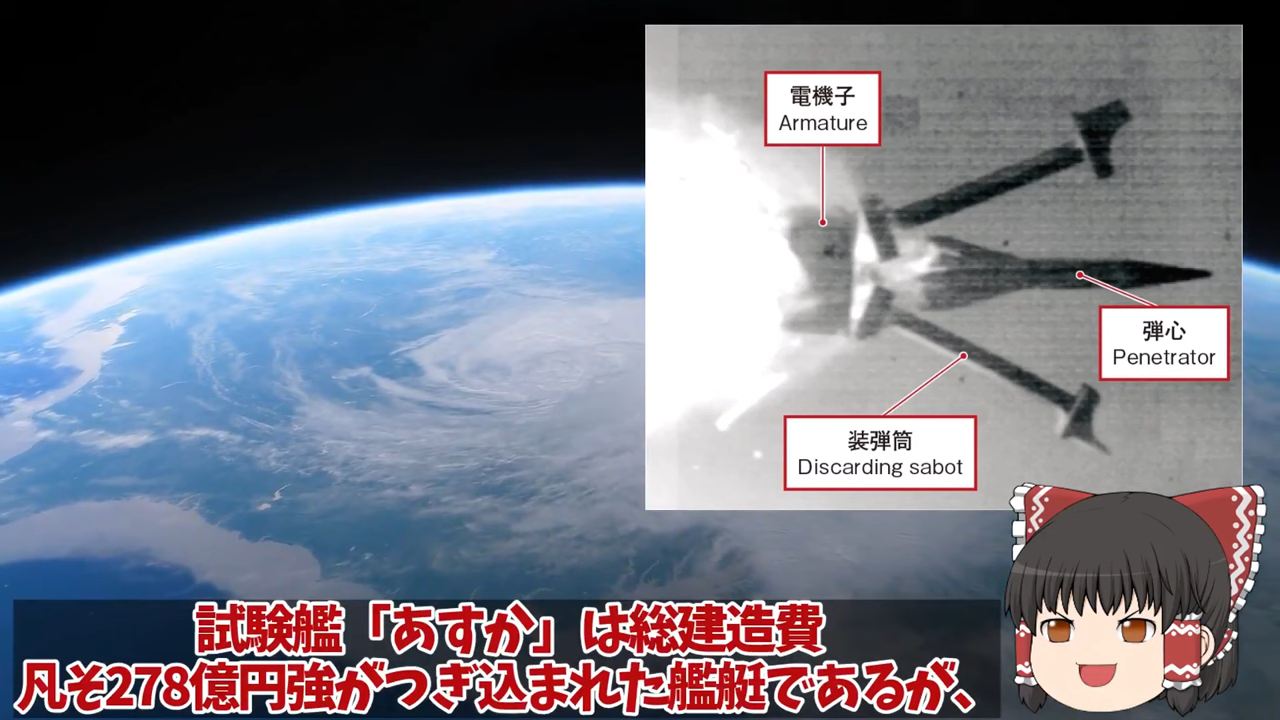 電機子
Armature
弾心
Penetrator
装弾筒
Discarding sabot
試験艦「あすか」は総建造費
凡そ278億円強がつぎ込まれた艦艇であるが、